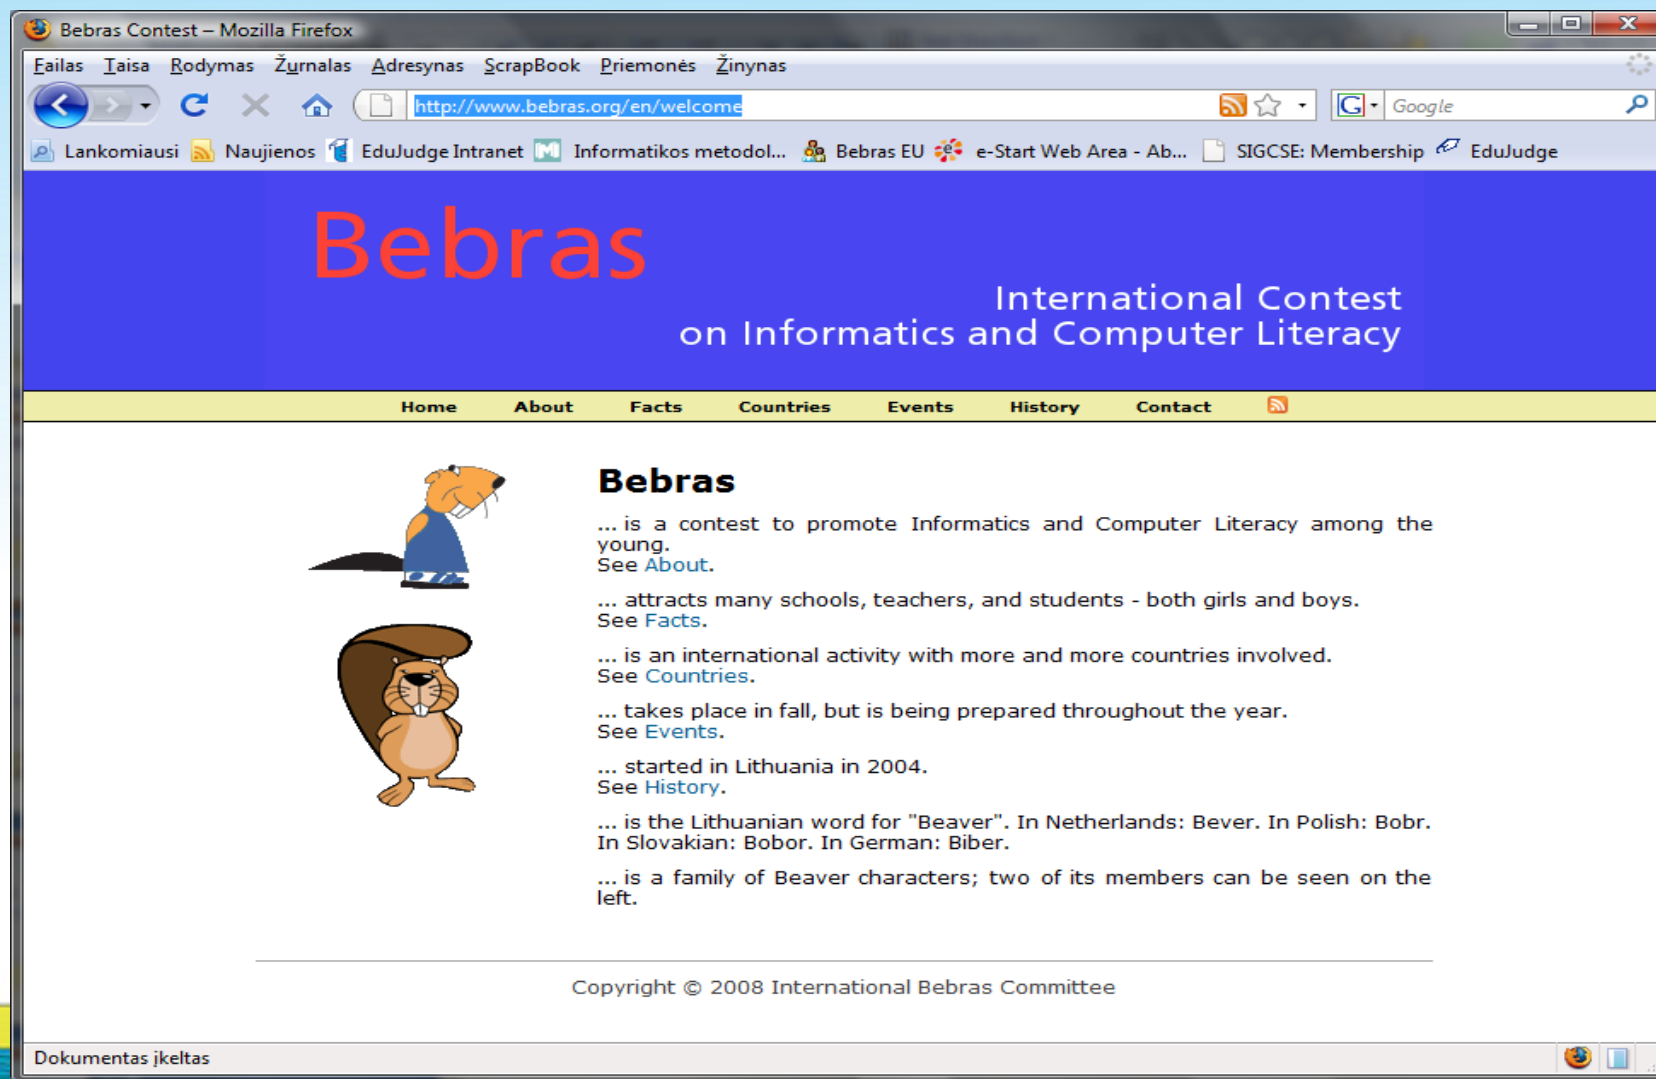 Bebras Contest – Mozilla Firefox
Failas Taisa Rodymas Žurnalas Adresynas ScrapBook Priemonės Žinynas
http://www.bebras.org/en/welcome
G Google
Lankomiausi Naujienos EduJudge Intranet M Informatikos metodol... Bebras EU e-Start Web Area - Ab... SIGCSE: Membership EduJudge
Bebras
International Contest
on Informatics and Computer Literacy
Home About Facts Countries Events History Contact
Bebras
... is a contest to promote Informatics and Computer Literacy among the
young.
See About.
... attracts many schools, teachers, and students - both girls and boys.
See Facts.
... is an international activity with more and more countries involved.
See Countries.
... takes place in fall, but is being prepared throughout the year.
See Events.
... started in Lithuania in 2004.
See History.
... is the Lithuanian word for "Beaver". In Netherlands: Bever. In Polish: Bobr.
In Slovakian: Bobor. In German: Biber.
... is a family of Beaver characters; two of its members can be seen on the
left.
Copyright © 2008 International Bebras Committee
Dokumentas įkeltas